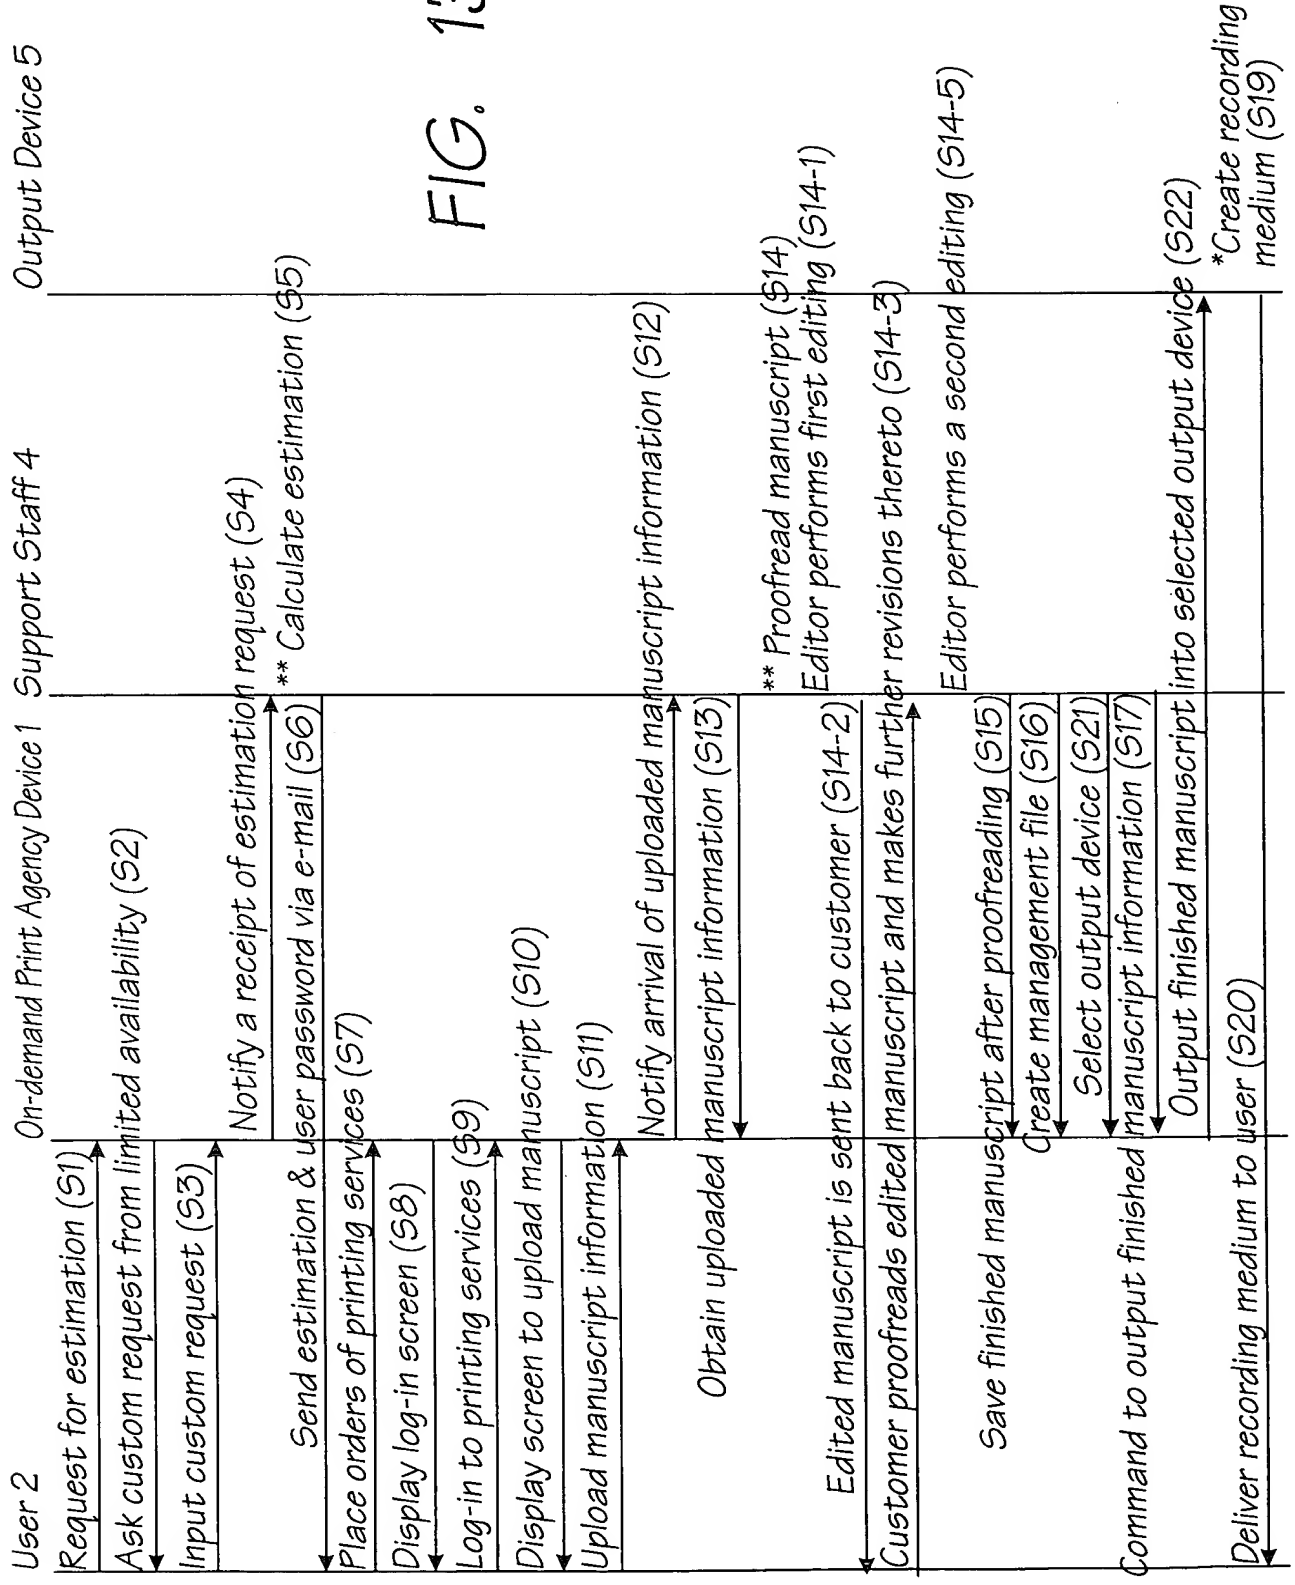 FIG. 13
User 2
On-demand Print Agency Device 1
Support Staff 4
Output Device 5
Request for estimation (S1)
Ask custom request from limited availability (S2)
Input custom request (S3)
Notify a receipt of estimation request (S4)
** Calculate estimation (S5)
Send estimation & user password via e-mail (S6)
Place orders of printing services (S7)
Display log-in screen (S8)
Log-in to printing services (S9)
Display screen to upload manuscript (S10)
Upload manuscript information (S11)
Notify arrival of uploaded manuscript information (S12)
Obtain uploaded manuscript information (S13)
** Proofread manuscript (S14)
Editor performs first editing (S14-1)
Edited manuscript is sent back to customer (S14-2)
Customer proofreads edited manuscript and makes further revisions thereto (S14-3)
Editor performs a second editing (S14-5)
Save finished manuscript after proofreading (S15)
Create management file (S16)
Select output device (S21)
Command to output finished manuscript information (S17)
Output finished manuscript into selected output device (S22)
*Create recording
medium (S19)
Deliver recording medium to user (S20)